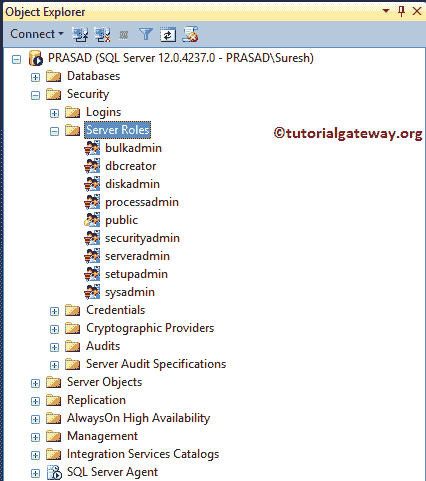 Object Explorer
Connect
PRASAD (SQL Server 12.0.4237.0 - PRASAD\Suresh)
Databases
Security
Logins
Server Roles
©tutorialgateway.org
bulkadmin
dbcreator
diskadmin
processadmin
public
securityadmin
serveradmin
setupadmin
sysadmin
Credentials
Cryptographic Providers
Audits
Server Audit Specifications
Server Objects
Replication
AlwaysOn High Availability
Management
Integration Services Catalogs
SQL Server Agent